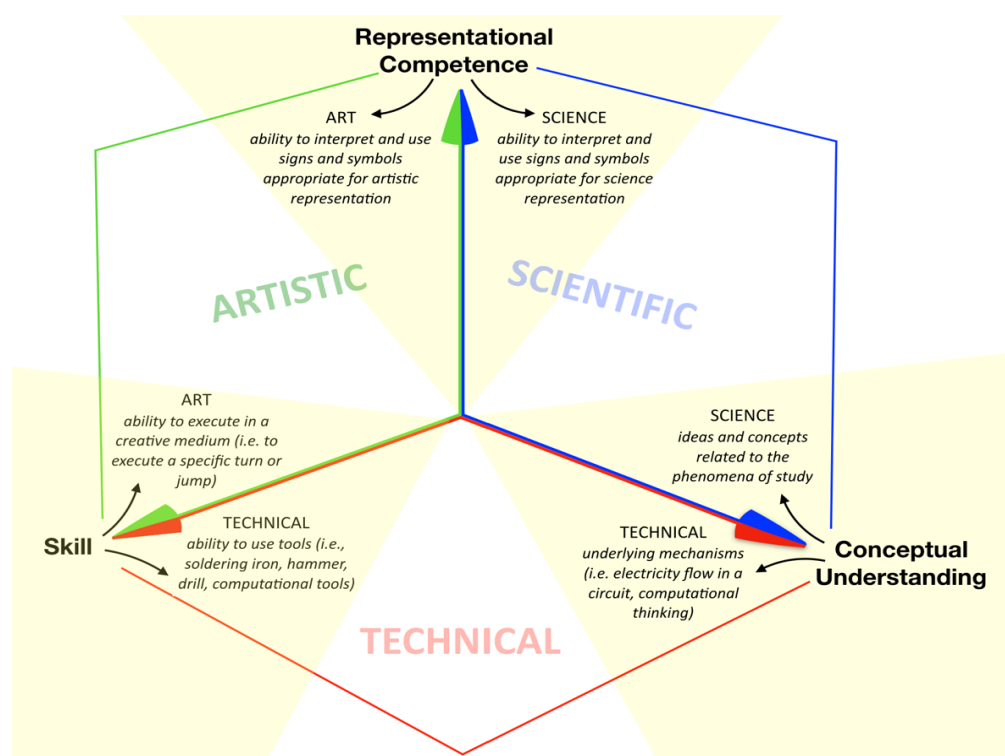 Representational
Competence
ART
ability to interpret and use
signs and symbols
appropriate for artistic
representation
SCIENCE
ability to interpret and
use signs and symbols
appropriate for science
representation
ARTISTIC
SCIENTIFIC
ART
ability to execute in a
creative medium (i.e. to
execute a specific turn or
jump)
Skill
TECHNICAL
ability to use tools (i.e.,
soldering iron, hammer,
drill, computational tools)
SCIENCE
ideas and concepts
related to the
phenomena of study
TECHNICAL
underlying mechanisms
(i.e. electricity flow in a
circuit, computational
thinking)
Conceptual
Understanding
TECHNICAL